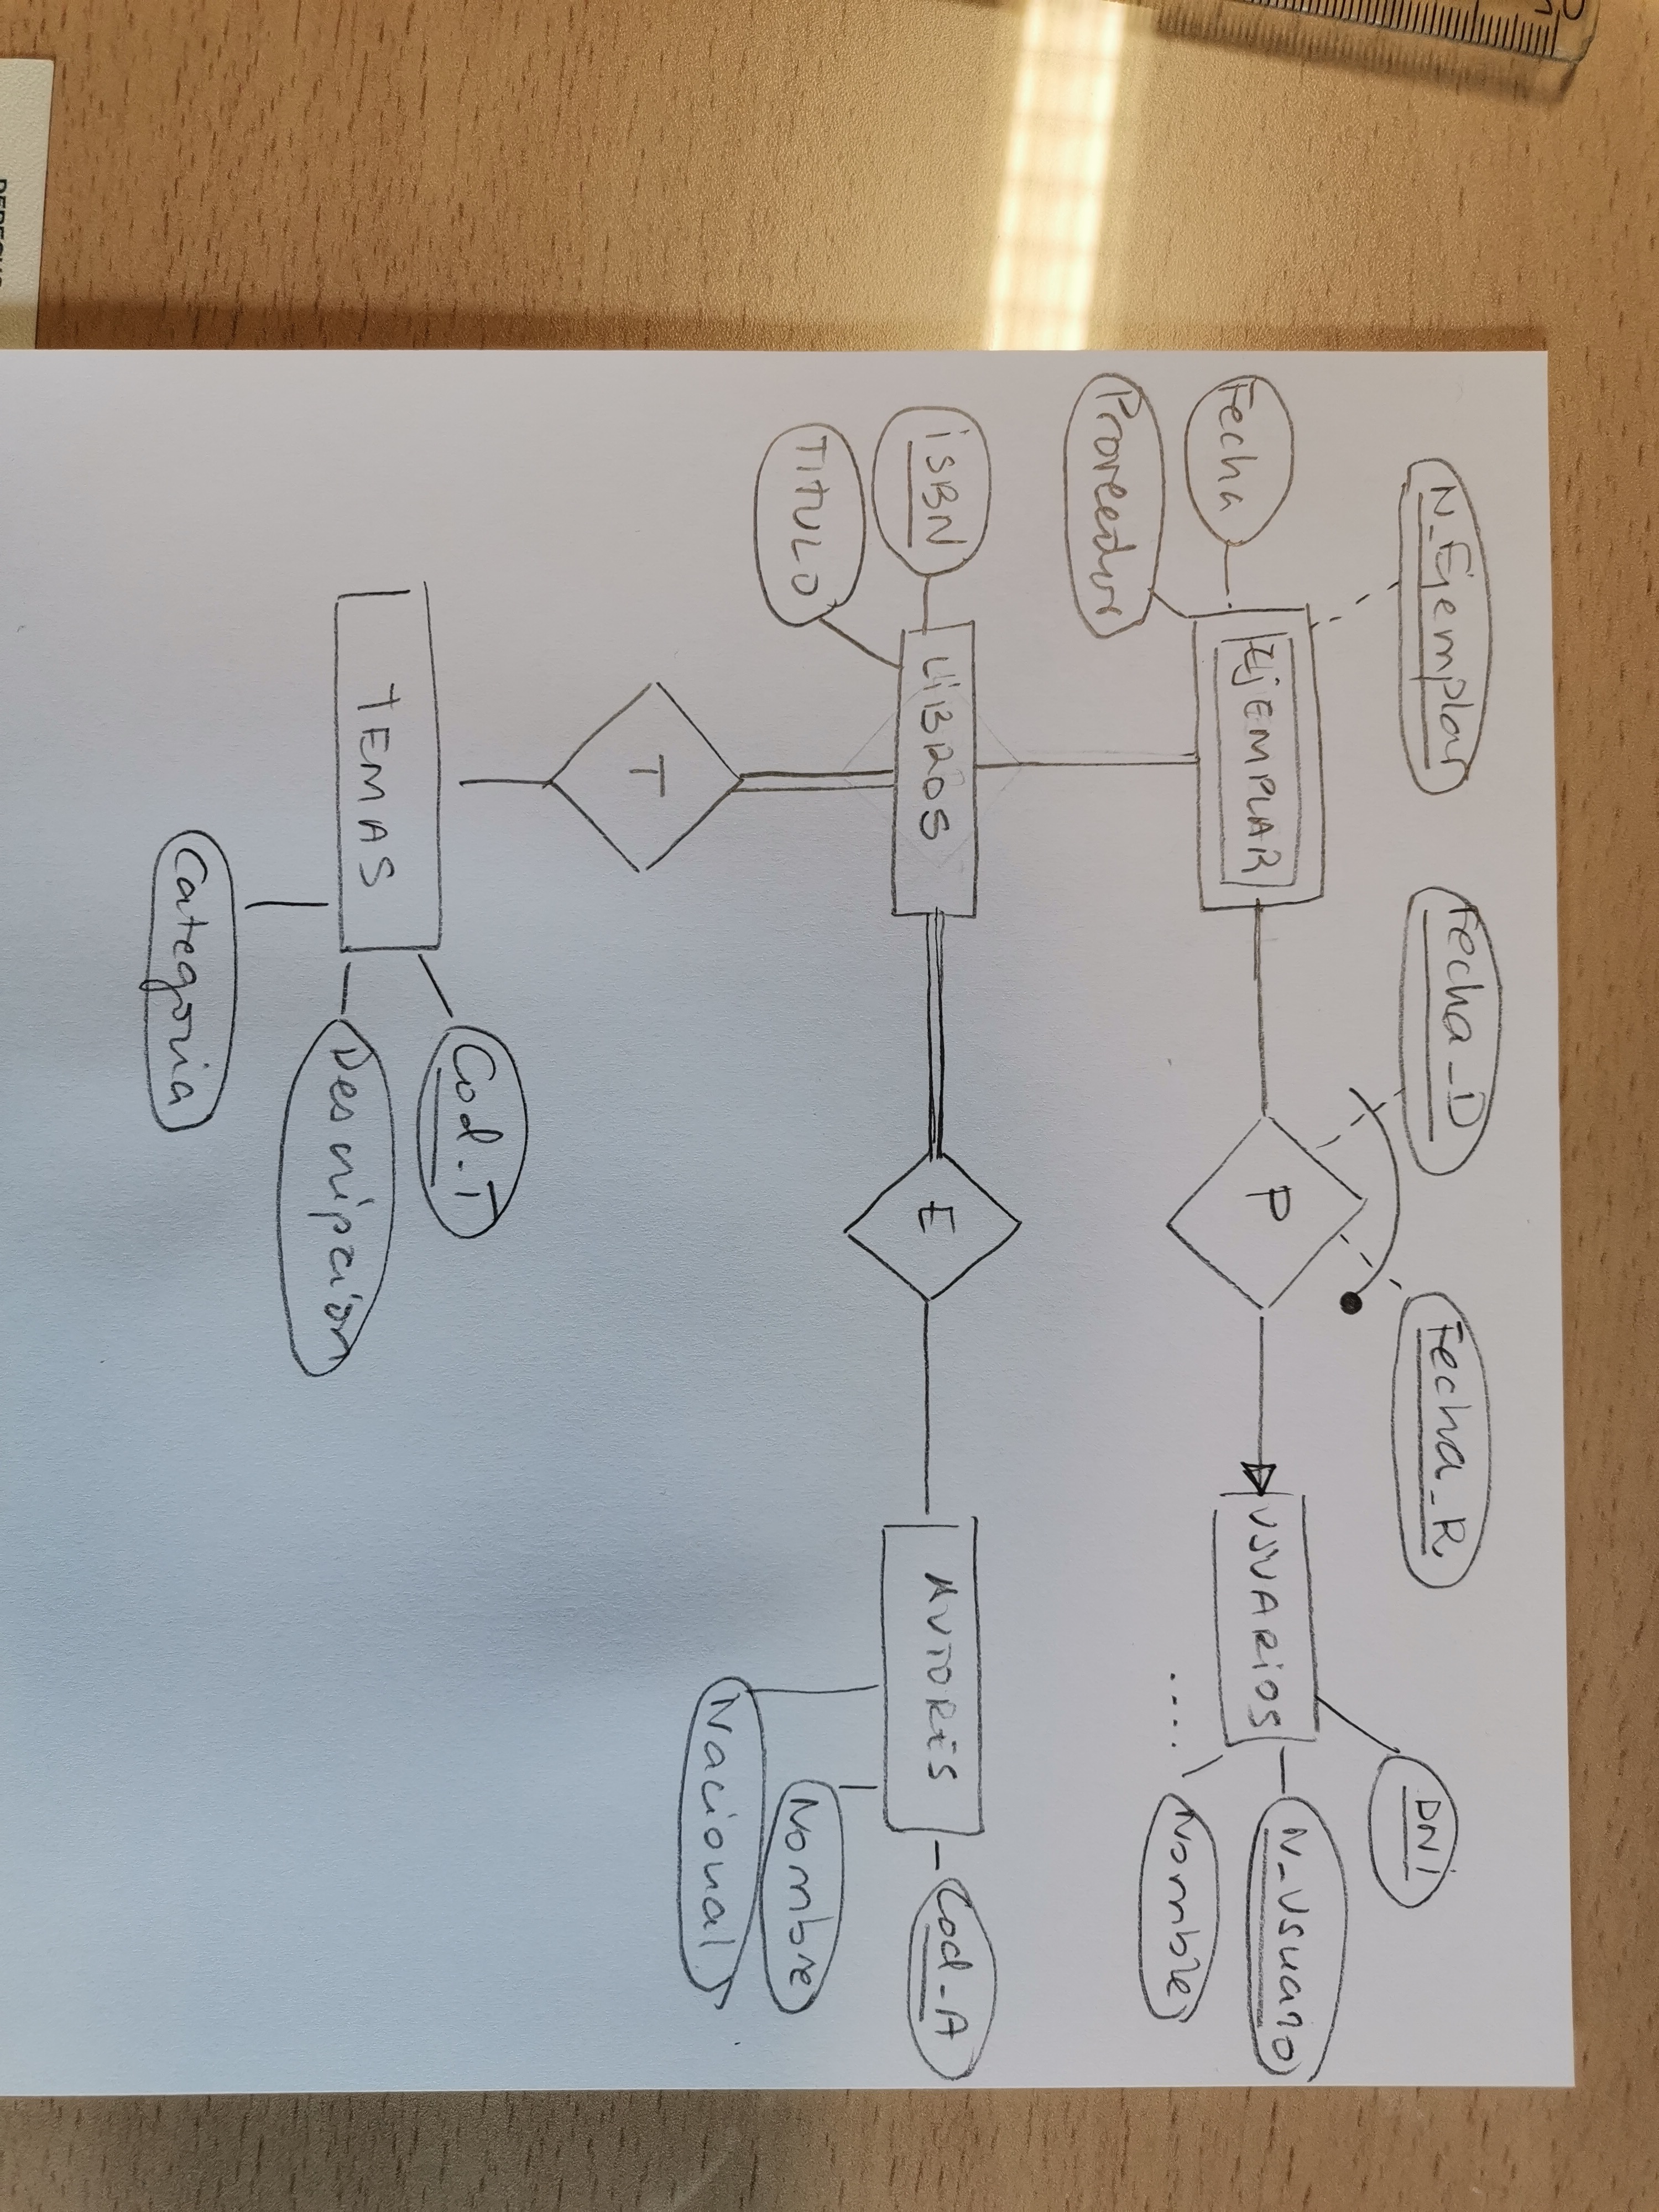 N_Ejemplar
Fecha_D
Fecha_R
DNI
Fecha
EJEMPLAR
P
USUARIOS
N_Usuario
Proveedor
....
Nombre
ISBN
LIBROS
E
AUTORES
Cod_A
TITULO
Nombre
Nacional
T
TEMAS
Cod_T
Descripción
Categoria